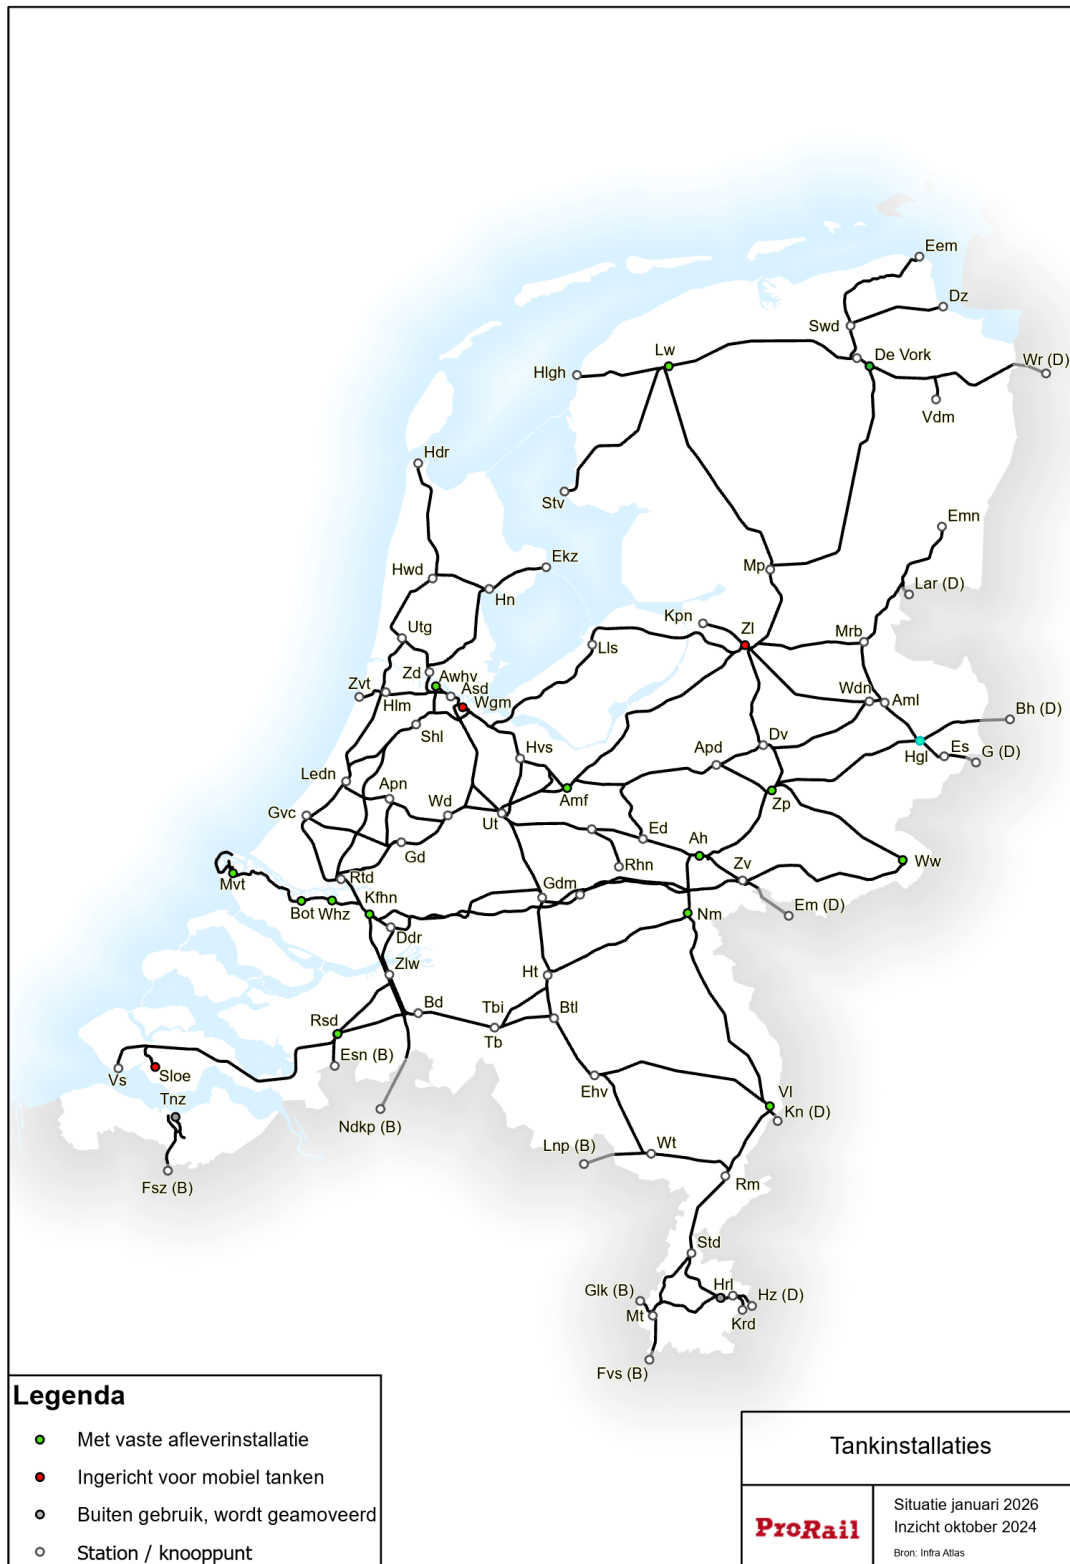 Eem
Dz
Swd
Lw
De Vork
Wr (D)
Hlgh
Vdm
Hdr
Stv
Emn
Ekz
Hwd
Mp
Lar (D)
Hn
Kpn
Zl
Utg
Mrb
Lls
Zd
Awhv
Zvt
Asd
Hlm
Wgm
Wdn
Aml
Bh (D)
Shl
Dv
Hvs
Hgl
Es
G (D)
Apd
Ledn
Apn
Amf
Zp
Gvc
Wd
Ut
Ed
Ah
Gd
Rhn
Zv
Ww
Mvt
Rtd
Gdm
Kfhn
Bot
Whz
Em (D)
Nm
Ddr
Zlw
Ht
Bd
Tbi
Btl
Rsd
Tb
Esn (B)
Vs
Sloe
Ehv
Vl
Tnz
Kn (D)
Ndkp (B)
Lnp (B)
Wt
Fsz (B)
Rm
Std
Glk (B)
Hrl
Hz (D)
Mt
Krd
Fvs (B)
Legenda
Met vaste afleverinstallatie
Ingericht voor mobiel tanken
Buiten gebruik, wordt geamoveerd
Station / knooppunt
Tankinstallaties
ProRail
Situatie januari 2026
Inzicht oktober 2024
Bron: Infra Atlas